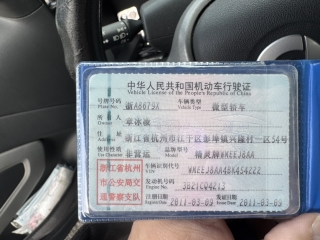 中华人民共和国机动车行驶证
Vehicle License of the People's Republic of China
号牌号码 浙A8679X 车辆类型 微型轿车
Plate No. Vehicle Type
所有人 章冰徽
Owner
住址 浙江省杭州市江干区彭埠镇兴隆村一区54号
Address
使用性质 非营运 品牌型号
Use Character Model
浙江省杭州
市公安局交
通警察支队
车辆识别代号
VIN
发动机号码
Engine No.
注册日期 2011-03-09 发证日期 2011-03-09
Register Date Issue Date